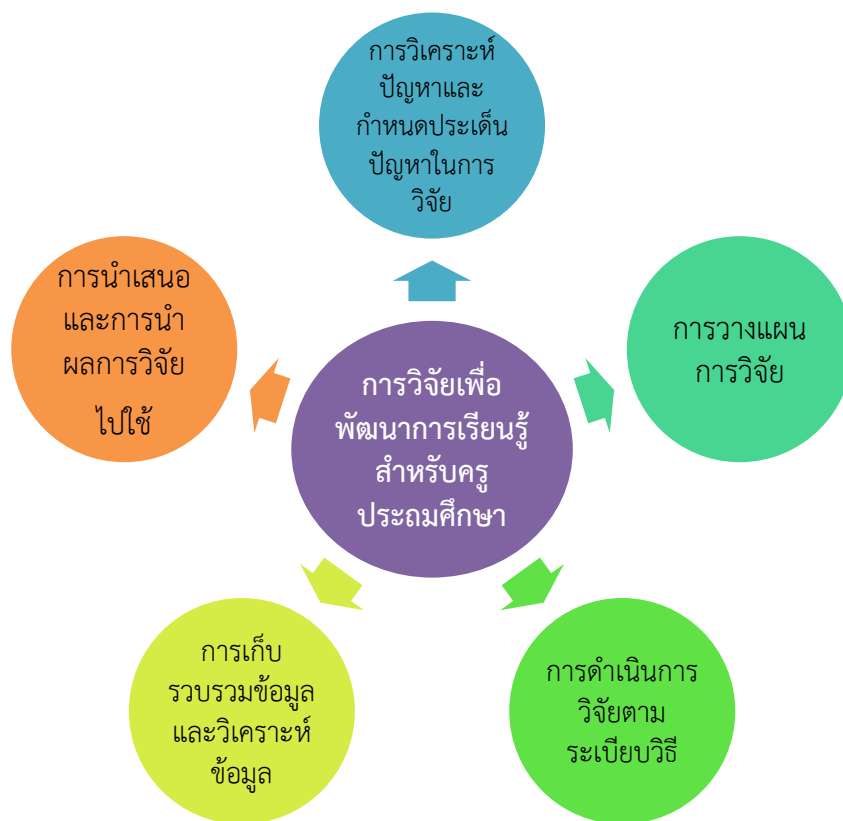 การวิเคราะห์
ปัญหาและ
กำหนดประเด็น
ปัญหาในการ
วิจัย
การวางแผน
การวิจัย
การดำเนินการ
วิจัยตาม
ระเบียบวิธี
การเก็บ
รวบรวมข้อมูล
และวิเคราะห์
ข้อมูล
การนำเสนอ
และการนำ
ผลการวิจัย
ไปใช้
การวิจัยเพื่อ
พัฒนาการเรียนรู้
สำหรับครู
ประถมศึกษา